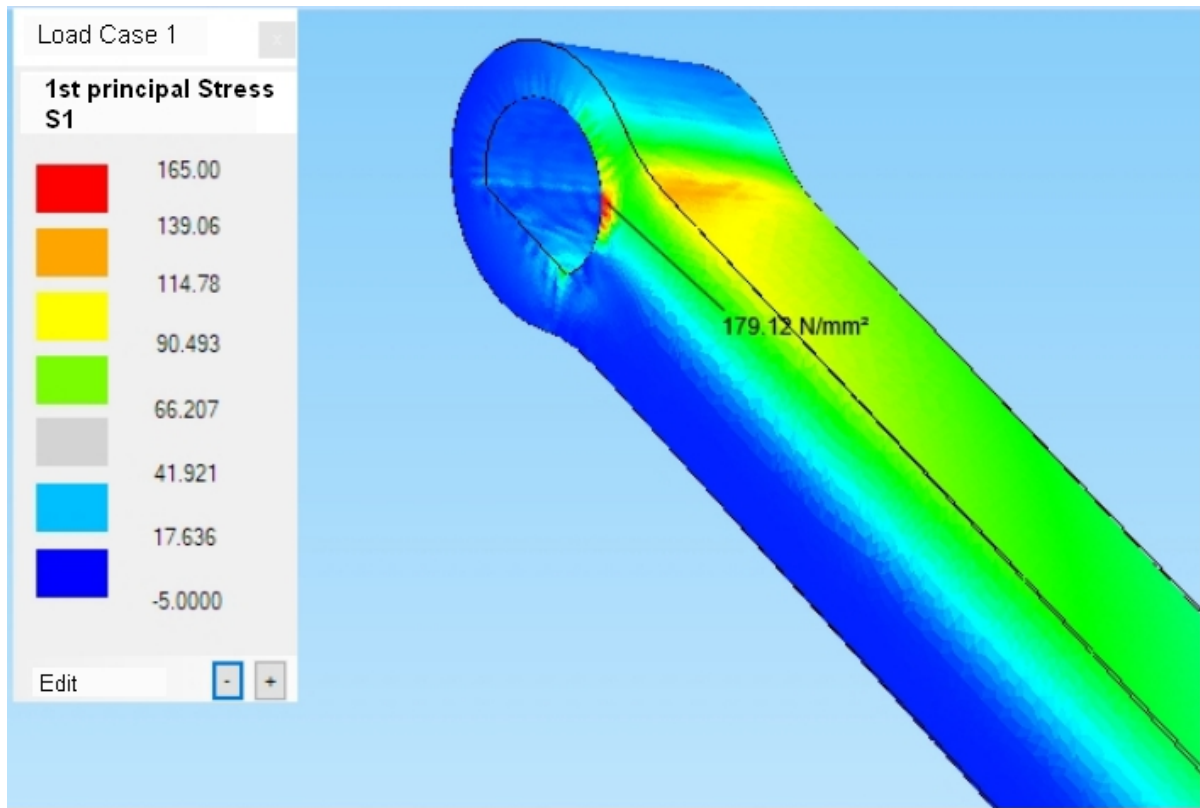 Load Case 1
x
1st principal Stress
S1
165.00
139.06
114.78
90.493
66.207
41.921
17.636
-5.0000
179.12 N/mm²
Edit
-
+